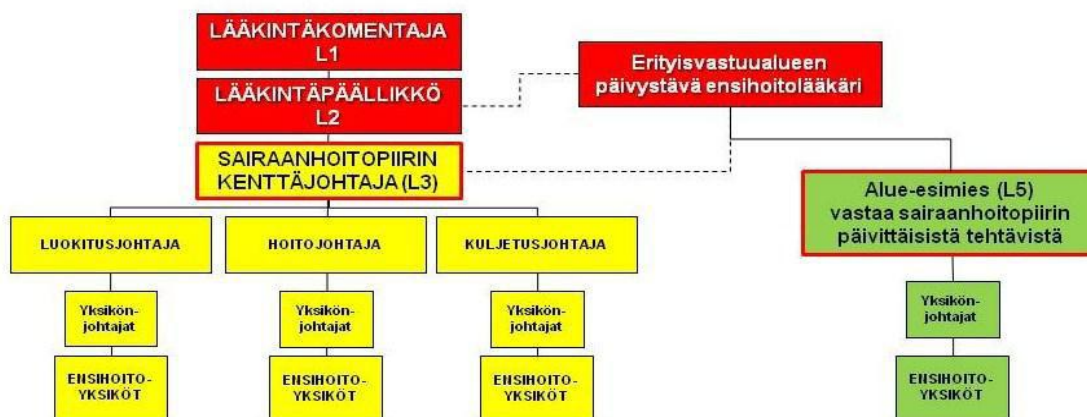 LÄÄKINTÄKOMENTAJA
L1
LÄÄKINTÄPÄÄLLIKKÖ
L2
Erityisvastuualueen
päivystävä ensihoitolääkäri
SAIRAANHOITOPIIRIN
KENTTÄJOHTAJA (L3)
Alue-esimies (L5)
vastaa sairaanhoitopiirin
päivittäisistä tehtävistä
LUOKITUSJOHTAJA
HOITOJOHTAJA
KULJETUSJOHTAJA
Yksikön-
johtajat
Yksikön-
johtajat
Yksikön-
johtajat
Yksikön-
johtajat
ENSIHOITO-
YKSIKÖT
ENSIHOITO-
YKSIKÖT
ENSIHOITO-
YKSIKÖT
ENSIHOITO-
YKSIKÖT